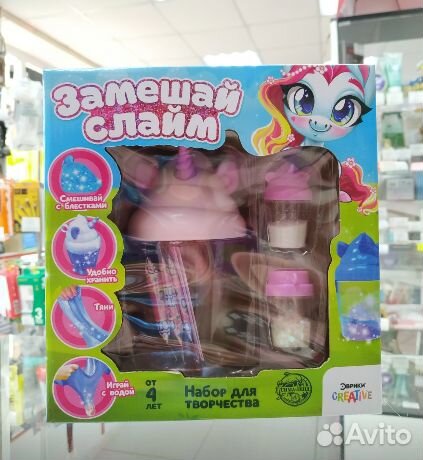 Замешай
слайм
Смешивай
с блестками
Удобно
хранить
Тяни
Играй
с водой
от
4
лет
Набор для
творчества
Эврики
CREATIVE
Avito